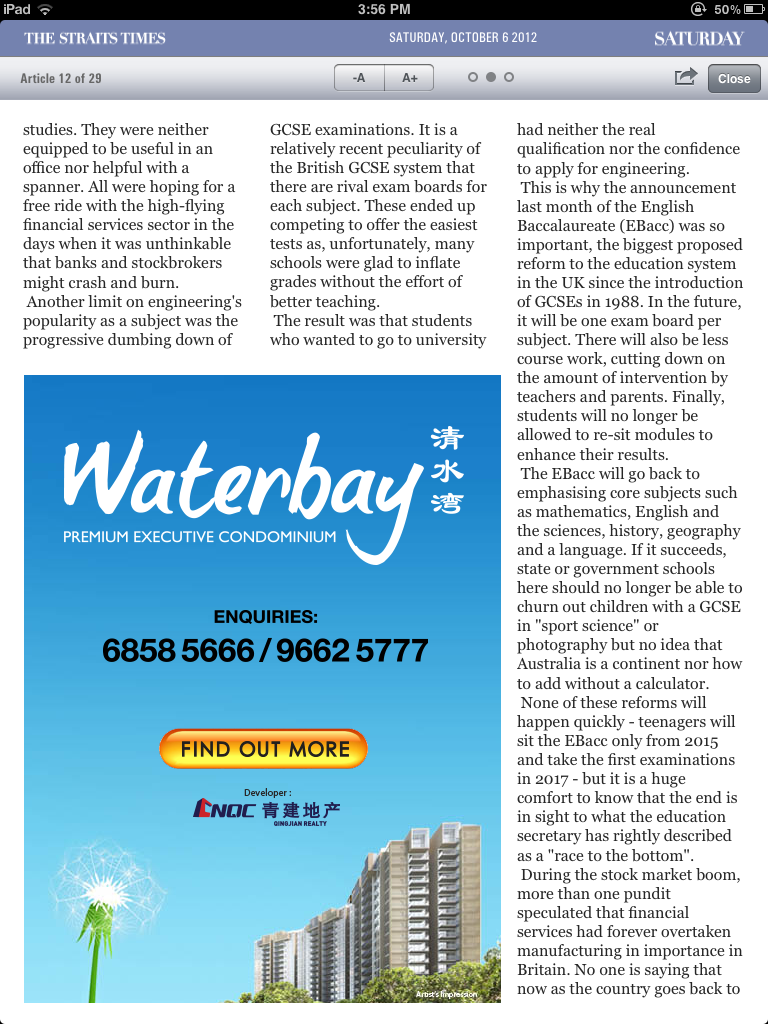 iPad
3:56 PM
50%
THE STRAITS TIMES
SATURDAY, OCTOBER 6 2012
SATURDAY
Article 12 of 29
-A
A+
Close
studies. They were neither
equipped to be useful in an
office nor helpful with a
spanner. All were hoping for a
free ride with the high-flying
financial services sector in the
days when it was unthinkable
that banks and stockbrokers
might crash and burn.
Another limit on engineering's
popularity as a subject was the
progressive dumbing down of
GCSE examinations. It is a
relatively recent peculiarity of
the British GCSE system that
there are rival exam boards for
each subject. These ended up
competing to offer the easiest
tests as, unfortunately, many
schools were glad to inflate
grades without the effort of
better teaching.
The result was that students
who wanted to go to university
had neither the real
qualification nor the confidence
to apply for engineering.
This is why the announcement
last month of the English
Baccalaureate (EBacc) was so
important, the biggest proposed
reform to the education system
in the UK since the introduction
of GCSEs in 1988. In the future,
it will be one exam board per
subject. There will also be less
course work, cutting down on
the amount of intervention by
teachers and parents. Finally,
students will no longer be
allowed to re-sit modules to
enhance their results.
The EBacc will go back to
emphasising core subjects such
as mathematics, English and
the sciences, history, geography
and a language. If it succeeds,
state or government schools
here should no longer be able to
churn out children with a GCSE
in "sport science" or
photography but no idea that
Australia is a continent nor how
to add without a calculator.
None of these reforms will
happen quickly - teenagers will
sit the EBacc only from 2015
and take the first examinations
in 2017 - but it is a huge
comfort to know that the end is
in sight to what the education
secretary has rightly described
as a "race to the bottom".
During the stock market boom,
more than one pundit
speculated that financial
services had forever overtaken
manufacturing in importance in
Britain. No one is saying that
now as the country goes back to
Waterbay
清水湾
PREMIUM EXECUTIVE CONDOMINIUM
ENQUIRIES:
6858 5666 / 9662 5777
FIND OUT MORE
Developer :
CNQC 青建地产
QINGJIAN REALTY
Artist's Impression